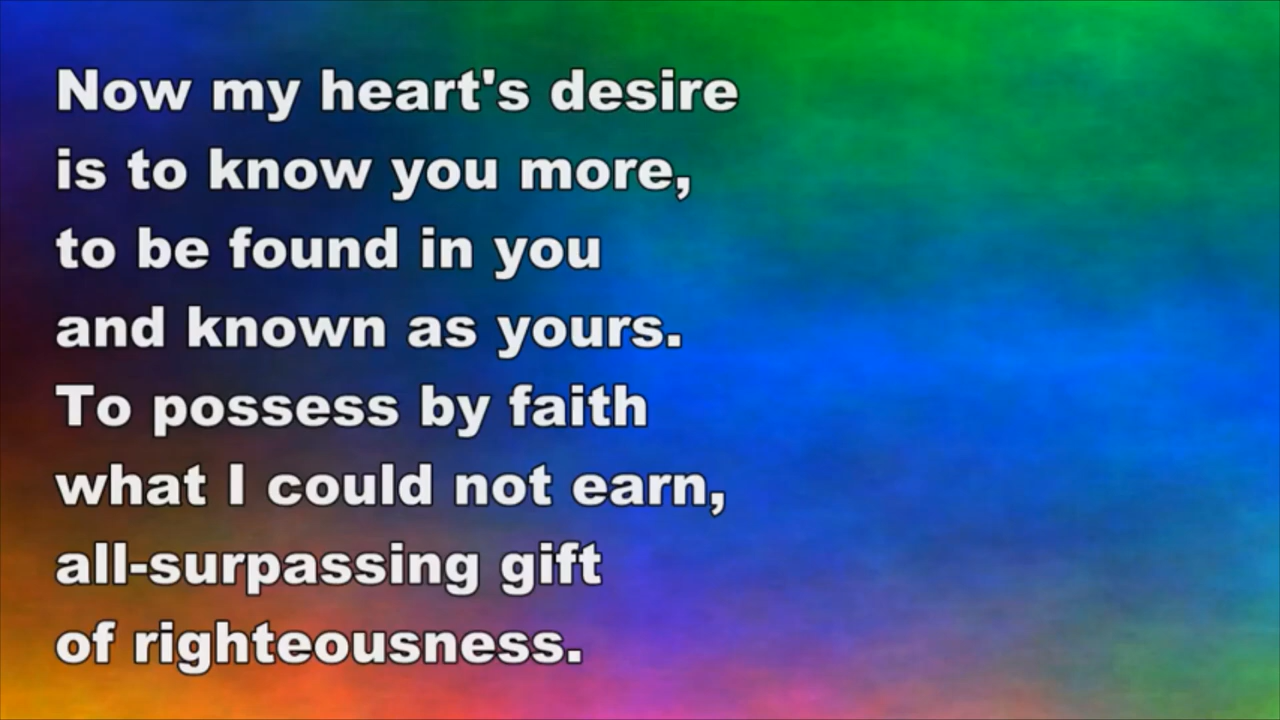 Now my heart's desire
is to know you more,
to be found in you
and known as yours.
To possess by faith
what I could not earn,
all-surpassing gift
of righteousness.